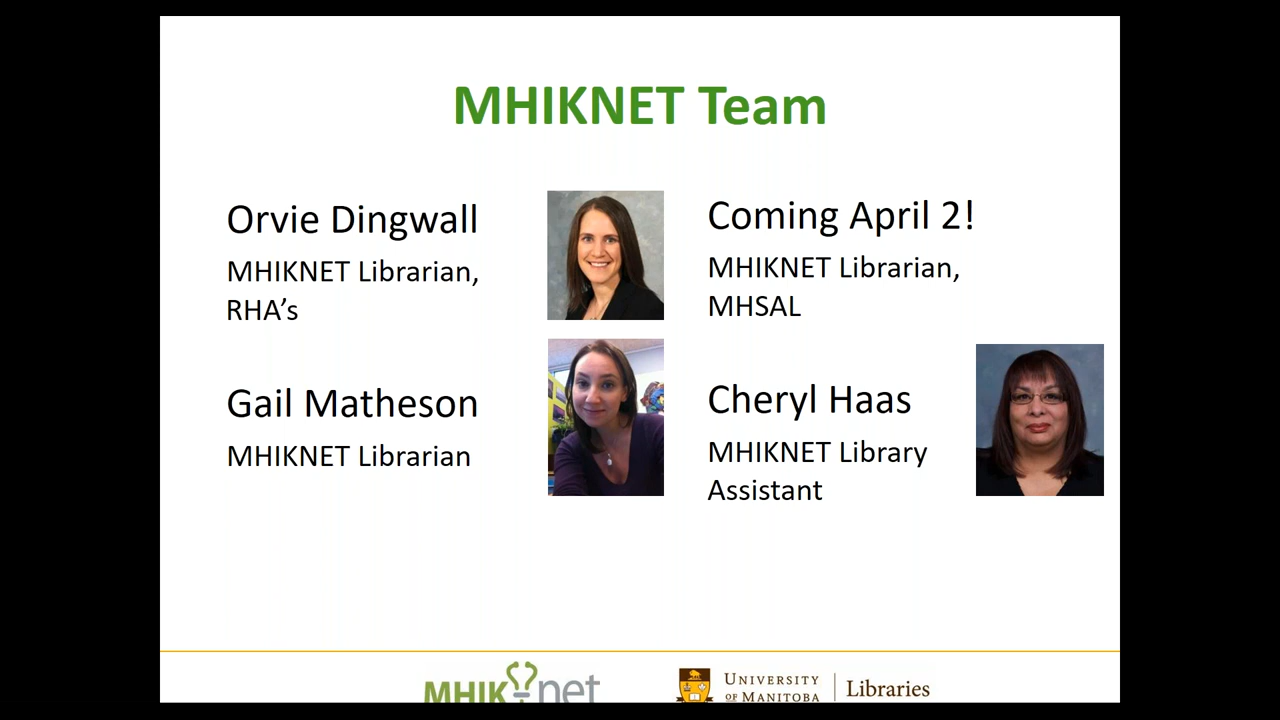 MHIKNET Team
Orvie Dingwall
MHIKNET Librarian,
RHA’s
Coming April 2!
MHIKNET Librarian,
MHSAL
Gail Matheson
MHIKNET Librarian
Cheryl Haas
MHIKNET Library
Assistant
MHIK net
UNIVERSITY
OF MANITOBA
Libraries